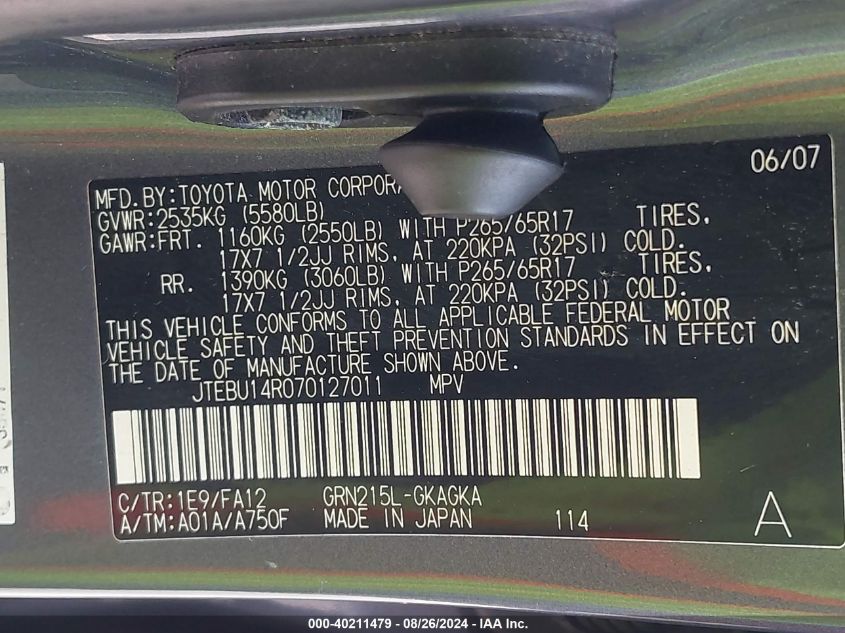 06/07
MFD. BY: TOYOTA MOTOR
GVWR: 2535KG (5580LB)
GAWR: FRT. 1160KG (2550LB) WITH P265/65R17 TIRES,
17X7 1/2JJ RIMS, AT 220KPA (32PSI) COLD.
RR. 1390KG (3060LB) WITH P265/65R17 TIRES,
17X7 1/2JJ RIMS, AT 220KPA (32PSI) COLD.
THIS VEHICLE CONFORMS TO ALL APPLICABLE FEDERAL MOTOR
VEHICLE SAFETY AND THEFT PREVENTION STANDARDS IN EFFECT ON
THE DATE OF MANUFACTURE SHOWN ABOVE.
JTEBU14R070127011 MPV
C/TR: 1E9/FA12 GRN215L-GKAGKA
A/TM: A01A/A750F MADE IN JAPAN 114 A
000-40211479 - 08/26/2024 - IAA Inc.